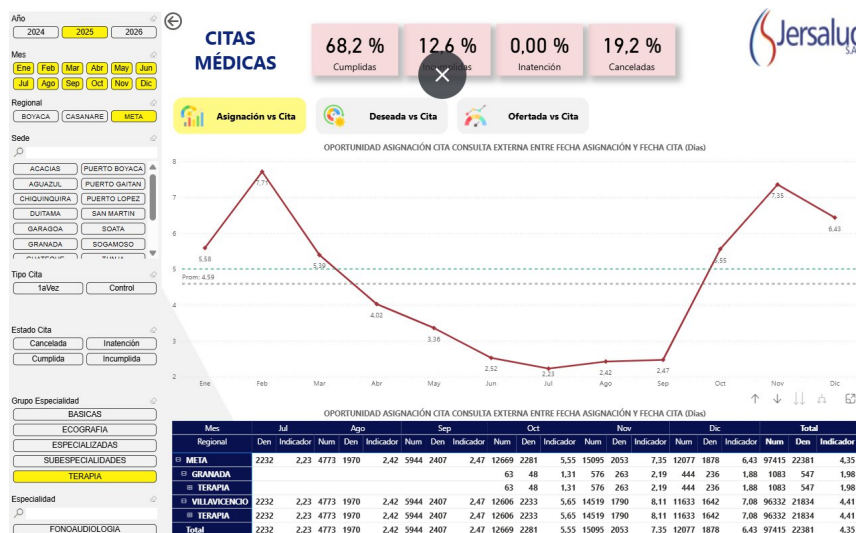 Año
2024 2025 2026
Mes
Ene Feb Mar Abr May Jun
Jul Ago Sep Oct Nov Dic
Regional
BOYACA CASANARE META
Sede
ACACIAS PUERTO BOYACA
AGUAZUL PUERTO GAITAN
CHIQUINQUIRA PUERTO LOPEZ
DUITAMA SAN MARTIN
GARAGOA SOATA
GRANADA SOGAMOSO
Tipo Cita
1aVez Control
Estado Cita
Cancelada Inatención
Cumplida Incumplida
Grupo Especialidad
BASICAS
ECOGRAFIA
ESPECIALIZADAS
SUBESPECIALIDADES
TERAPIA
Especialidad
FONOAUDIOLOGIA
CITAS
MÉDICAS
68,2 %
Cumplidas
12,6 %
0,00 %
Inatención
19,2 %
Canceladas
Jersalud
S.A
Asignación vs Cita
Deseada vs Cita
Ofertada vs Cita
OPORTUNIDAD ASIGNACIÓN CITA CONSULTA EXTERNA ENTRE FECHA ASIGNACIÓN Y FECHA CITA (Días)
8
7
6
5
4
3
2
Prom: 4,59
5,58 7,71 5,39 4,02 3,36 2,52 2,23 2,42 2,47 5,55 7,35 6,43
Ene Feb Mar Abr May Jun Jul Ago Sep Oct Nov Dic
OPORTUNIDAD ASIGNACIÓN CITA CONSULTA EXTERNA ENTRE FECHA ASIGNACIÓN Y FECHA CITA (Días)
Mes Jul Ago Sep Oct Nov Dic Total
Regional Den Indicador Num Den Indicador Num Den Indicador Num Den Indicador Num Den Indicador Num Den Indicador Num Den Indicador
META 2232 2,23 4773 1970 2,42 5944 2407 2,47 12669 2281 5,55 15095 2053 7,35 12077 1878 6,43 97415 22381 4,35
GRANADA 63 48 1,31 576 263 2,19 444 236 1,88 1083 547 1,98
TERAPIA 63 48 1,31 576 263 2,19 444 236 1,88 1083 547 1,98
VILLAVICENCIO 2232 2,23 4773 1970 2,42 5944 2407 2,47 12606 2233 5,65 14519 1790 8,11 11633 1642 7,08 96332 21834 4,41
TERAPIA 2232 2,23 4773 1970 2,42 5944 2407 2,47 12606 2233 5,65 14519 1790 8,11 11633 1642 7,08 96332 21834 4,41
Total 2232 2,23 4773 1970 2,42 5944 2407 2,47 12669 2281 5,55 15095 2053 7,35 12077 1878 6,43 97415 22381 4,35